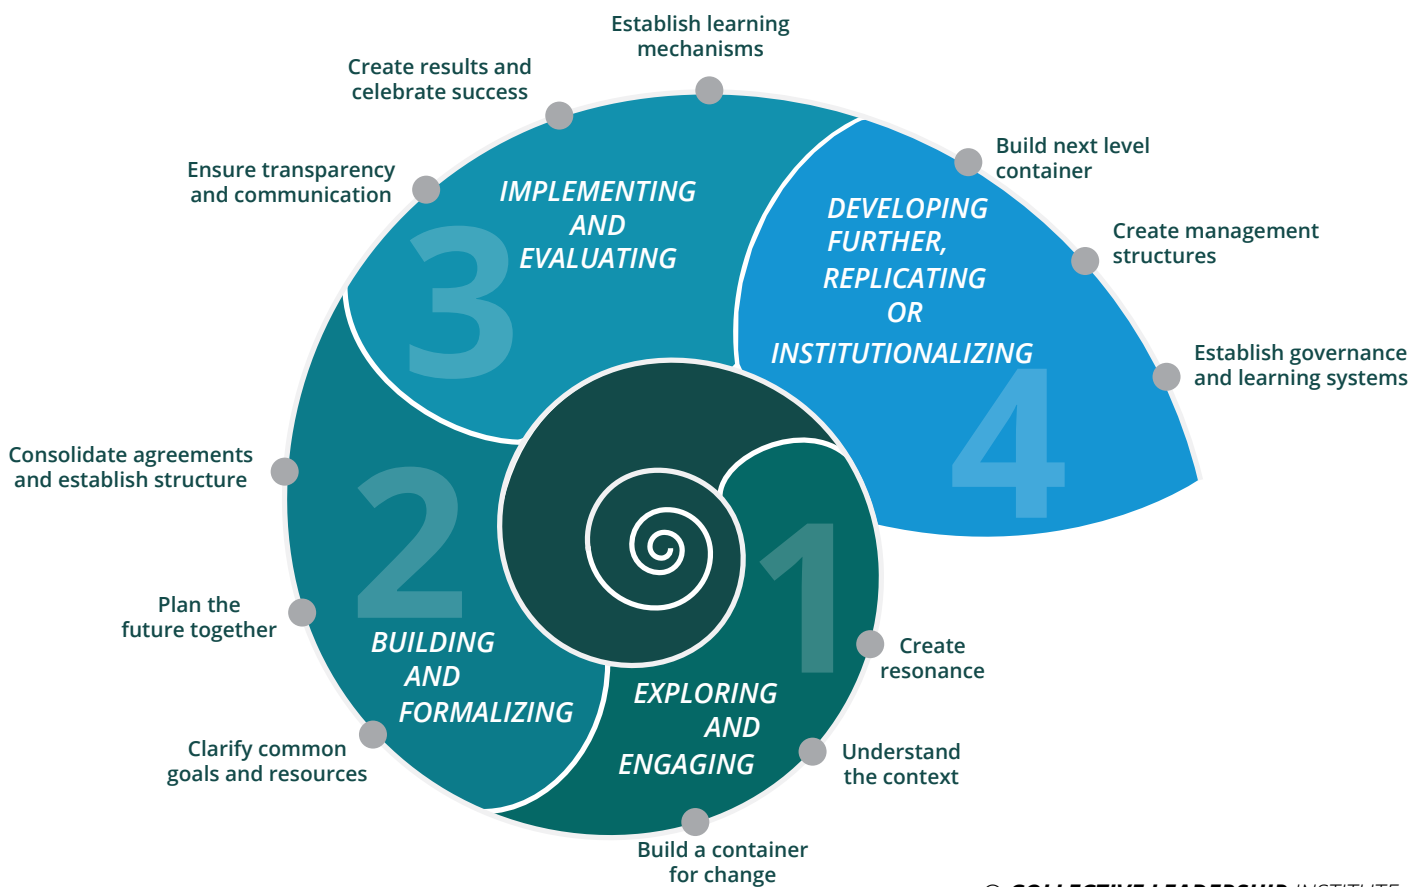 Establish learning
mechanisms
Create results and
celebrate success
Ensure transparency
and communication
Build next level
container
Create management
structures
Establish governance
and learning systems
IMPLEMENTING
AND
EVALUATING
3
DEVELOPING
FURTHER,
REPLICATING
OR
INSTITUTIONALIZING
4
Consolidate agreements
and establish structure
Plan the
future together
Clarify common
goals and resources
2
BUILDING
AND
FORMALIZING
1
EXPLORING
AND
ENGAGING
Create
resonance
Understand
the context
Build a container
for change
© COLLECTIVE LEADERSHIP INSTITUTE